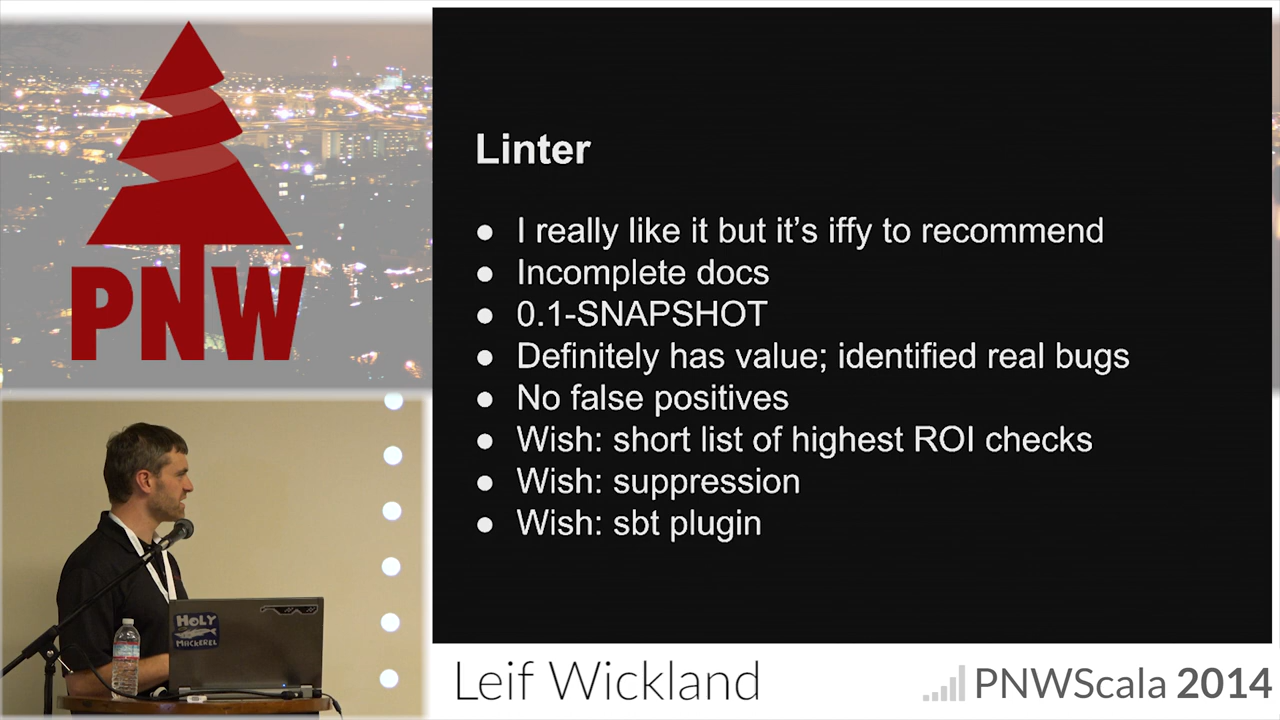 PNW
Linter
● I really like it but it’s iffy to recommend
● Incomplete docs
● 0.1-SNAPSHOT
● Definitely has value; identified real bugs
● No false positives
● Wish: short list of highest ROI checks
● Wish: suppression
● Wish: sbt plugin
HOLY
MACKEREL
Leif Wickland
PNWScala 2014